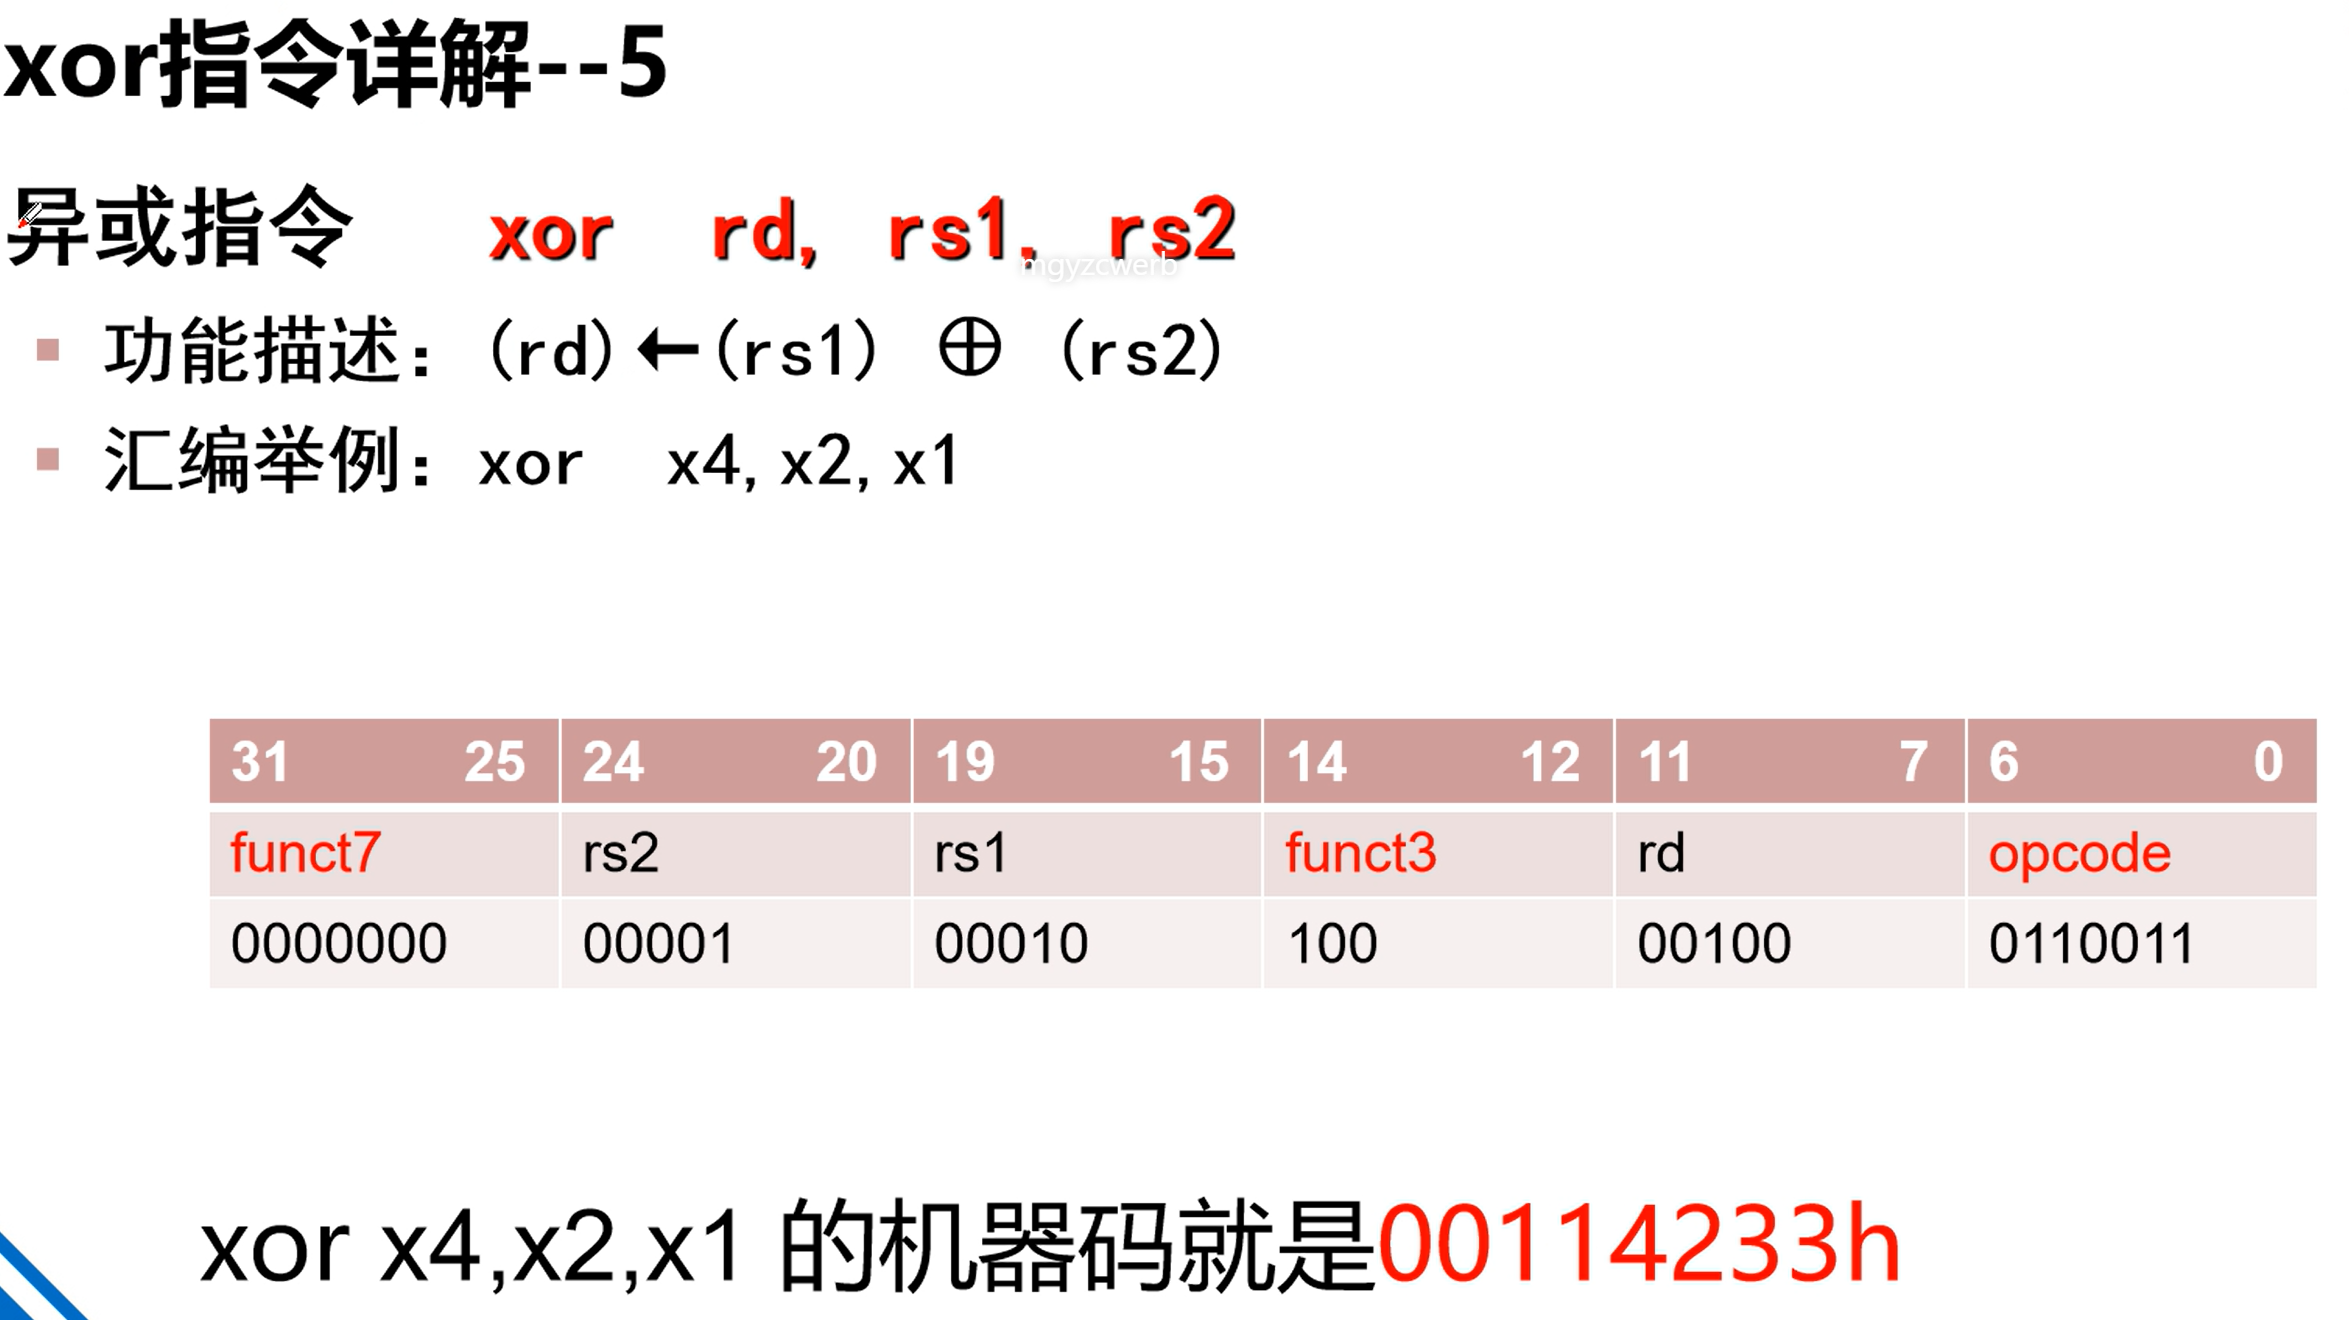 xor指令详解--5
异或指令 xor rd, rs1, rs2
mgyzcwerb
功能描述：(rd)←(rs1) ⊕ (rs2)
汇编举例：xor x4,x2,x1
31 25 24 20 19 15 14 12 11 7 6 0
funct7 rs2 rs1 funct3 rd opcode
0000000 00001 00010 100 00100 0110011
xor x4,x2,x1 的机器码就是00114233h